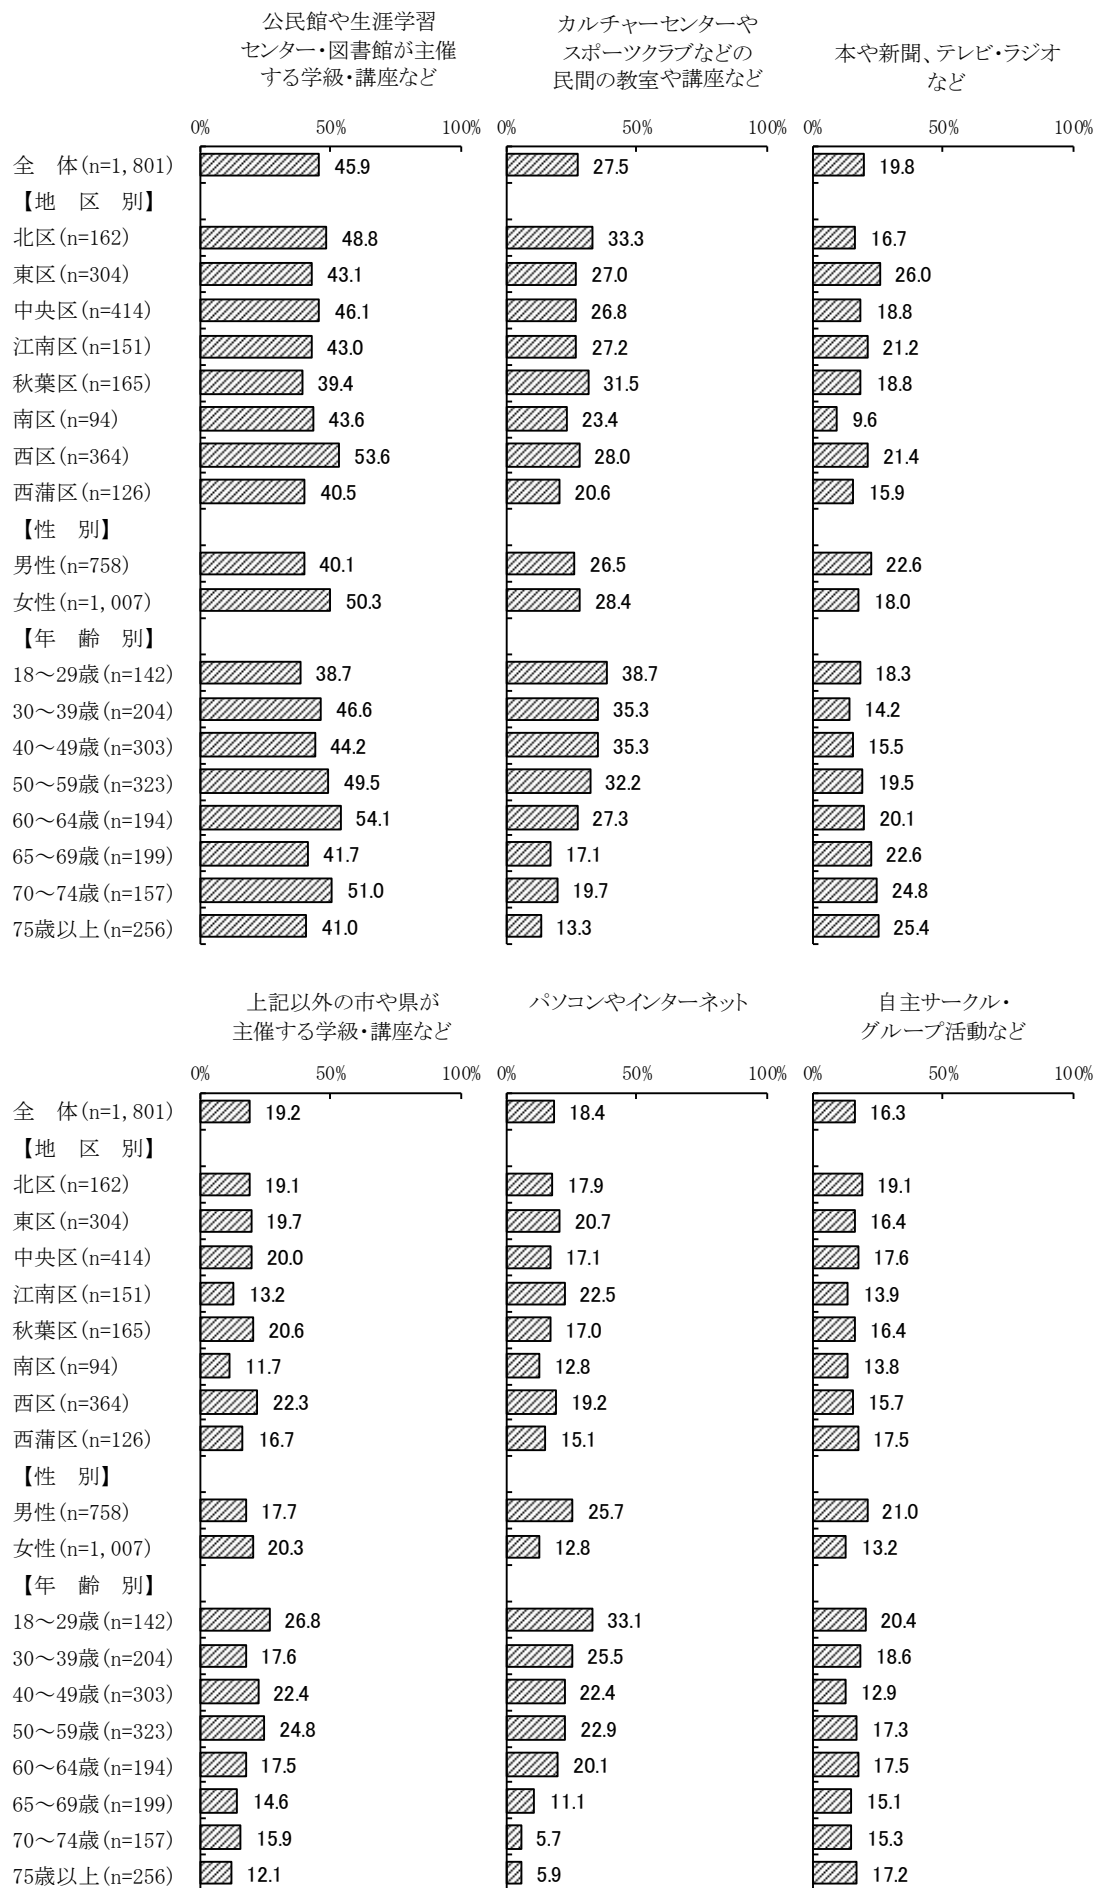 公民館や生涯学習
センター・図書館が主催
する学級・講座など
カルチャーセンターや
スポーツクラブなどの
民間の教室や講座など
本や新聞、テレビ・ラジオ
など
0% 50% 100% 0% 50% 100% 0% 50% 100%
全　体(n=1,801) 45.9 27.5 19.8
【地　区　別】
北区(n=162) 48.8 33.3 16.7
東区(n=304) 43.1 27.0 26.0
中央区(n=414) 46.1 26.8 18.8
江南区(n=151) 43.0 27.2 21.2
秋葉区(n=165) 39.4 31.5 18.8
南区(n=94) 43.6 23.4 9.6
西区(n=364) 53.6 28.0 21.4
西蒲区(n=126) 40.5 20.6 15.9
【性　別】
男性(n=758) 40.1 26.5 22.6
女性(n=1,007) 50.3 28.4 18.0
【年　齢　別】
18～29歳(n=142) 38.7 38.7 18.3
30～39歳(n=204) 46.6 35.3 14.2
40～49歳(n=303) 44.2 35.3 15.5
50～59歳(n=323) 49.5 32.2 19.5
60～64歳(n=194) 54.1 27.3 20.1
65～69歳(n=199) 41.7 17.1 22.6
70～74歳(n=157) 51.0 19.7 24.8
75歳以上(n=256) 41.0 13.3 25.4
上記以外の市や県が
主催する学級・講座など
パソコンやインターネット
自主サークル・
グループ活動など
0% 50% 100% 0% 50% 100% 0% 50% 100%
全　体(n=1,801) 19.2 18.4 16.3
【地　区　別】
北区(n=162) 19.1 17.9 19.1
東区(n=304) 19.7 20.7 16.4
中央区(n=414) 20.0 17.1 17.6
江南区(n=151) 13.2 22.5 13.9
秋葉区(n=165) 20.6 17.0 16.4
南区(n=94) 11.7 12.8 13.8
西区(n=364) 22.3 19.2 15.7
西蒲区(n=126) 16.7 15.1 17.5
【性　別】
男性(n=758) 17.7 25.7 21.0
女性(n=1,007) 20.3 12.8 13.2
【年　齢　別】
18～29歳(n=142) 26.8 33.1 20.4
30～39歳(n=204) 17.6 25.5 18.6
40～49歳(n=303) 22.4 22.4 12.9
50～59歳(n=323) 24.8 22.9 17.3
60～64歳(n=194) 17.5 20.1 17.5
65～69歳(n=199) 14.6 11.1 15.1
70～74歳(n=157) 15.9 5.7 15.3
75歳以上(n=256) 12.1 5.9 17.2